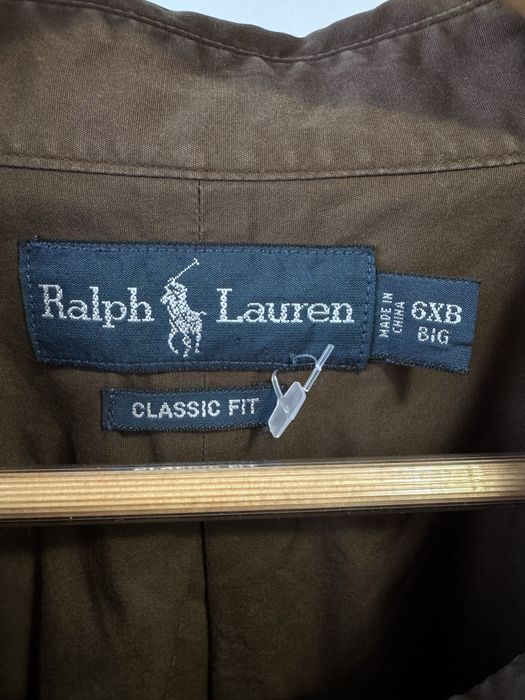 Ralph Lauren
MADE IN
CHINA
6XB
BIG
CLASSIC FIT